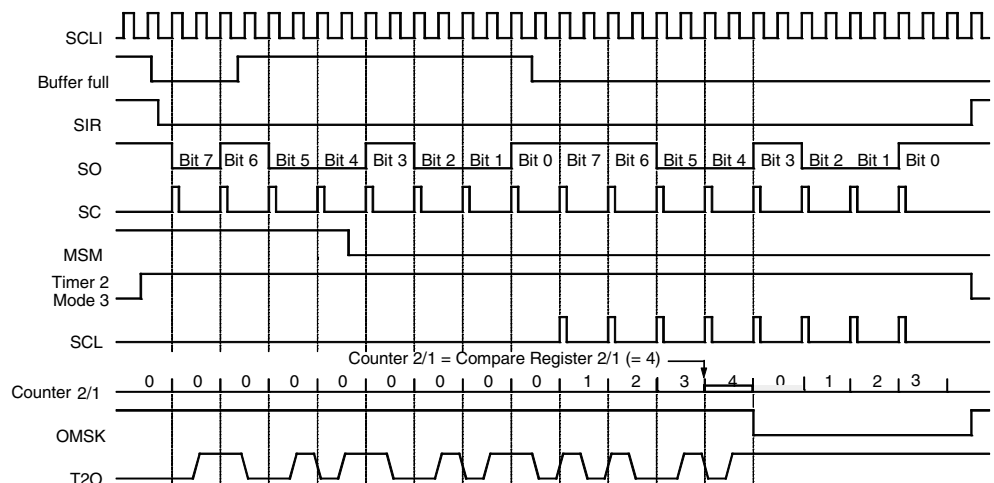 SCLI
Buffer full
SIR
Bit 7 Bit 6 Bit 5 Bit 4 Bit 3 Bit 2 Bit 1 Bit 0 Bit 7 Bit 6 Bit 5 Bit 4 Bit 3 Bit 2 Bit 1 Bit 0
SO
SC
MSM
Timer 2
Mode 3
SCL
Counter 2/1 = Compare Register 2/1 (= 4)
0 0 0 0 0 0 0 0 0 1 2 3 4 0 1 2 3
Counter 2/1
OMSK
T2O